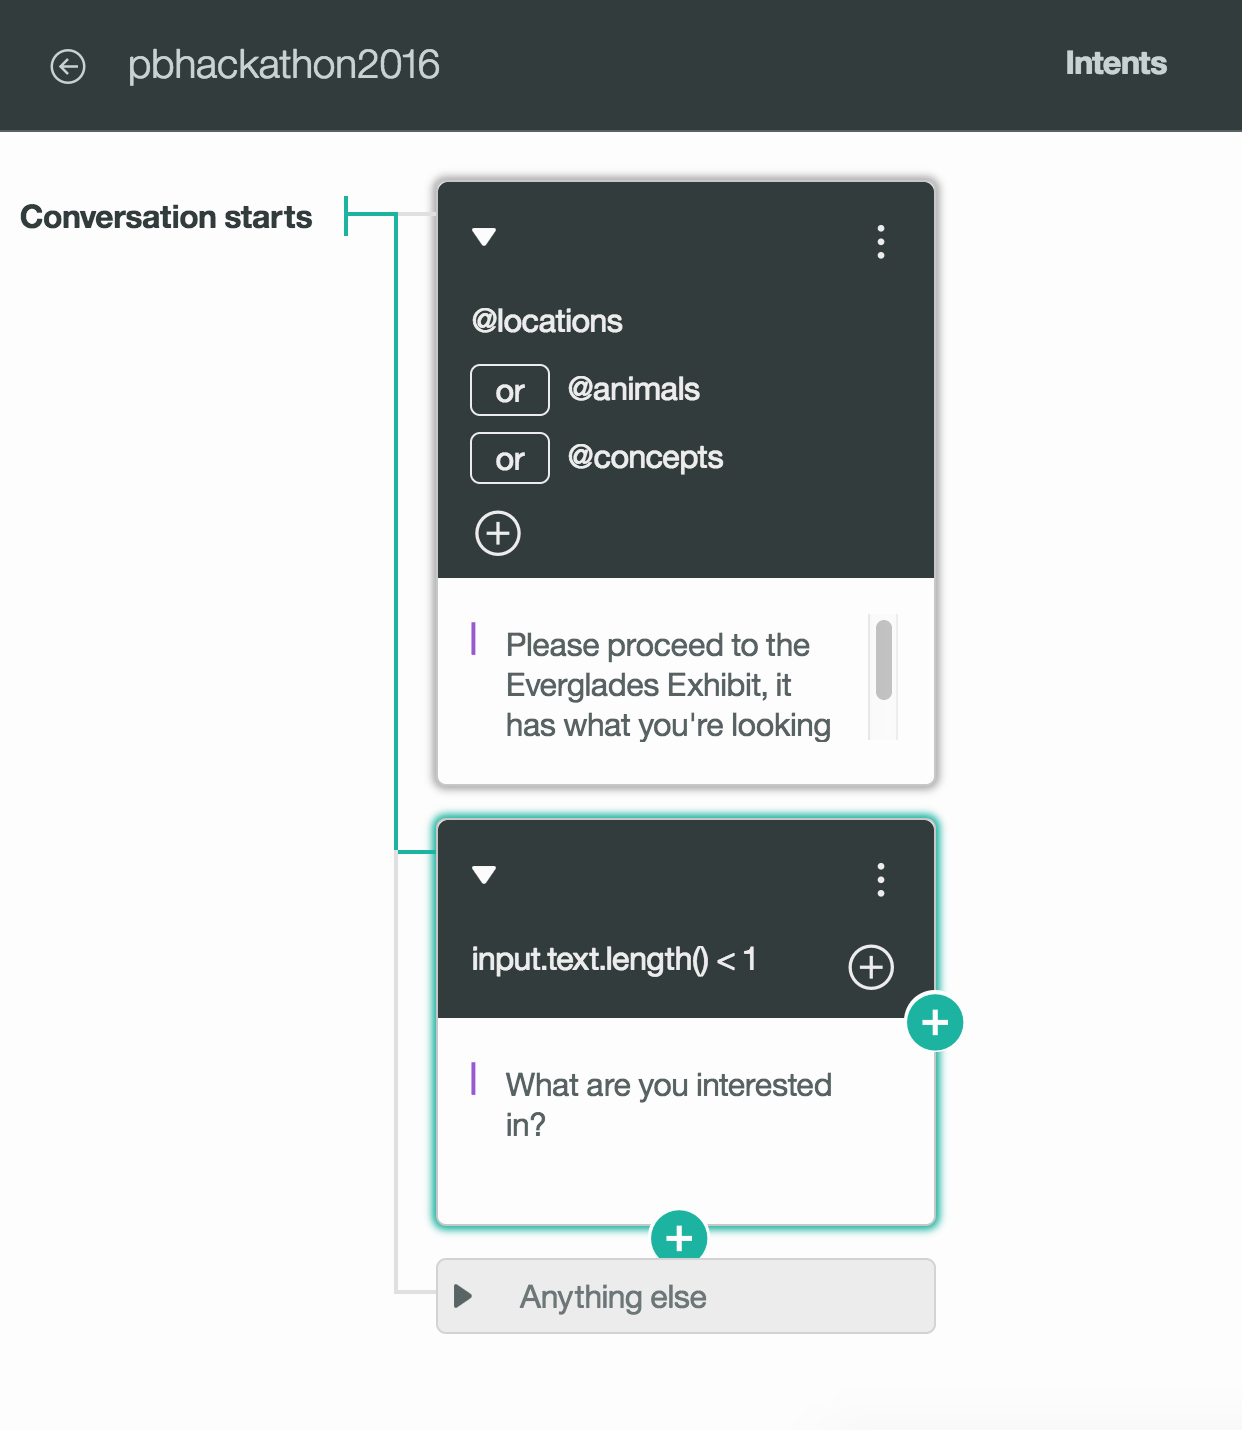 pbhackathon2016
Intents
Conversation starts
@locations
or @animals
or @concepts
Please proceed to the
Everglades Exhibit, it
has what you're looking
input.text.length() < 1
What are you interested
in?
Anything else